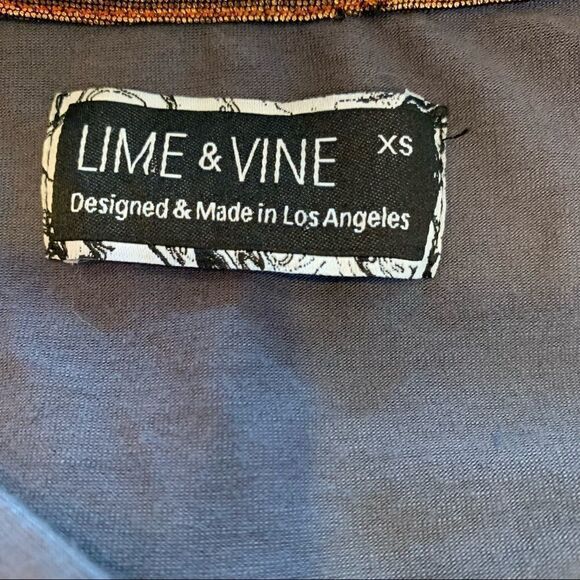 LIME & VINE XS
Designed & Made in Los Angeles